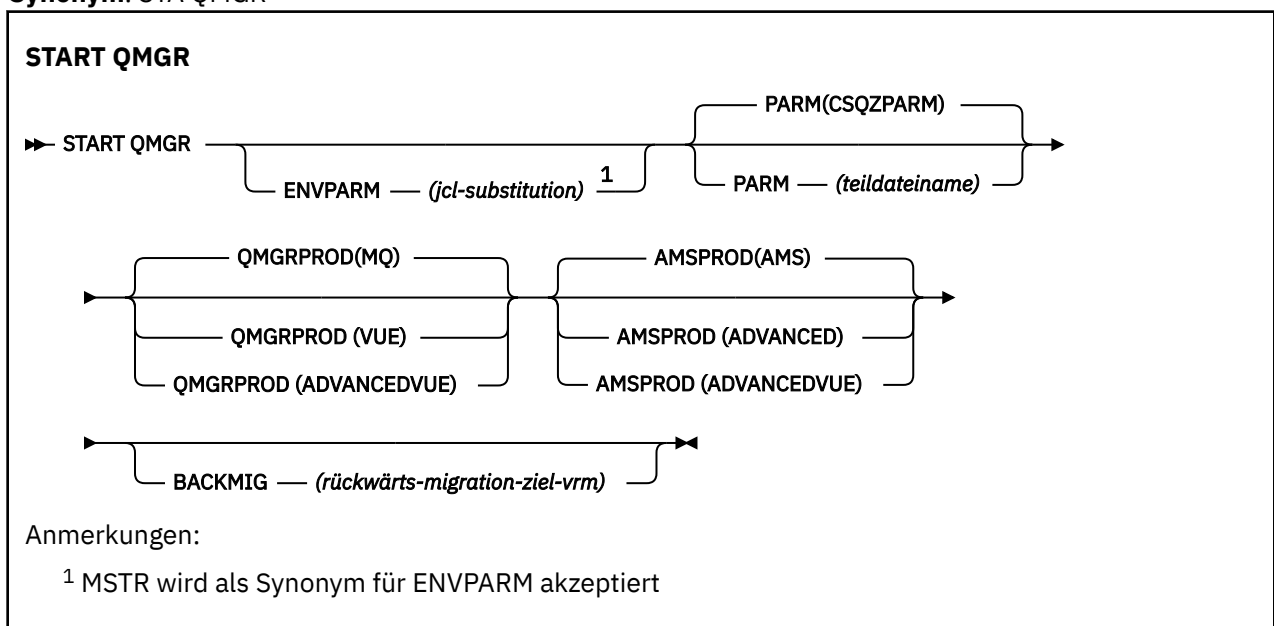 Synonym: STA QMGR
START QMGR
PARM(CSQZPARM)
START QMGR
ENVPARM (jcl-substitution) 1
PARM (teildateiname)
QMGRPROD(MQ) AMSPROD(AMS)
QMGRPROD (VUE) AMSPROD (ADVANCED)
QMGRPROD (ADVANCEDVUE) AMSPROD (ADVANCEDVUE)
BACKMIG (rückwärts-migration-ziel-vrm)
Anmerkungen:
1 MSTR wird als Synonym für ENVPARM akzeptiert